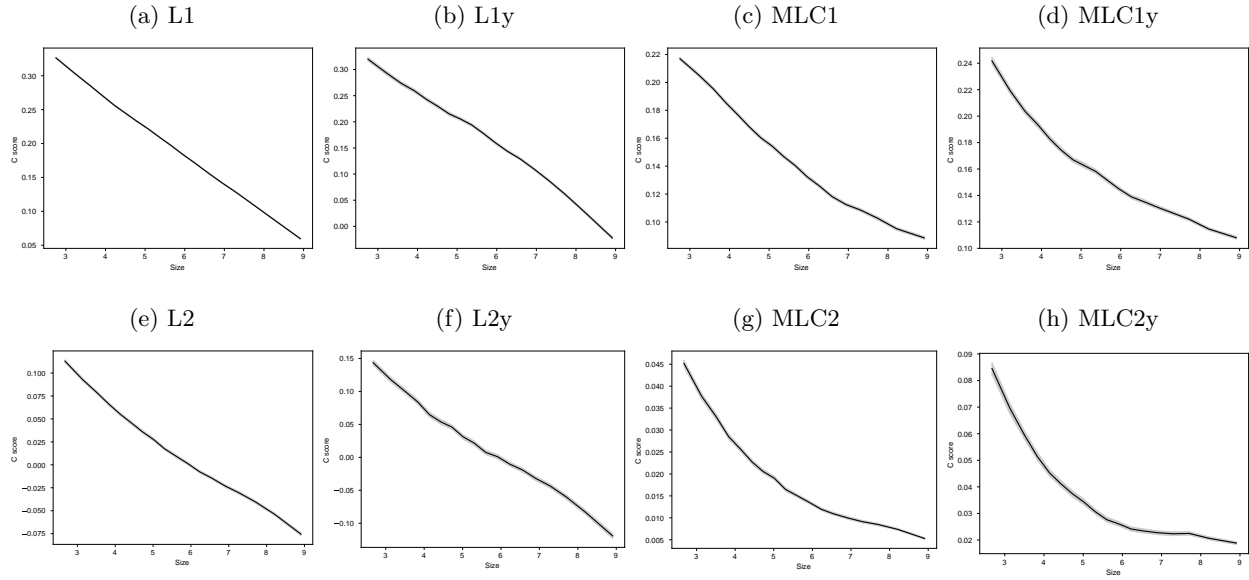 (a) L1
(b) L1y
(c) MLC1
(d) MLC1y
C score
0.30
0.25
0.20
0.15
0.10
0.05
3 4 5 6 7 8 9
Size
C score
0.30
0.25
0.20
0.15
0.10
0.05
0.00
3 4 5 6 7 8 9
Size
C score
0.22
0.20
0.18
0.16
0.14
0.12
0.10
3 4 5 6 7 8 9
Size
C score
0.24
0.22
0.20
0.18
0.16
0.14
0.12
0.10
3 4 5 6 7 8 9
Size
(e) L2
(f) L2y
(g) MLC2
(h) MLC2y
C score
0.100
0.075
0.050
0.025
0.000
−0.025
−0.050
−0.075
3 4 5 6 7 8 9
Size
C score
0.15
0.10
0.05
0.00
−0.05
−0.10
3 4 5 6 7 8 9
Size
C score
0.045
0.040
0.035
0.030
0.025
0.020
0.015
0.010
0.005
3 4 5 6 7 8 9
Size
C score
0.09
0.08
0.07
0.06
0.05
0.04
0.03
0.02
3 4 5 6 7 8 9
Size